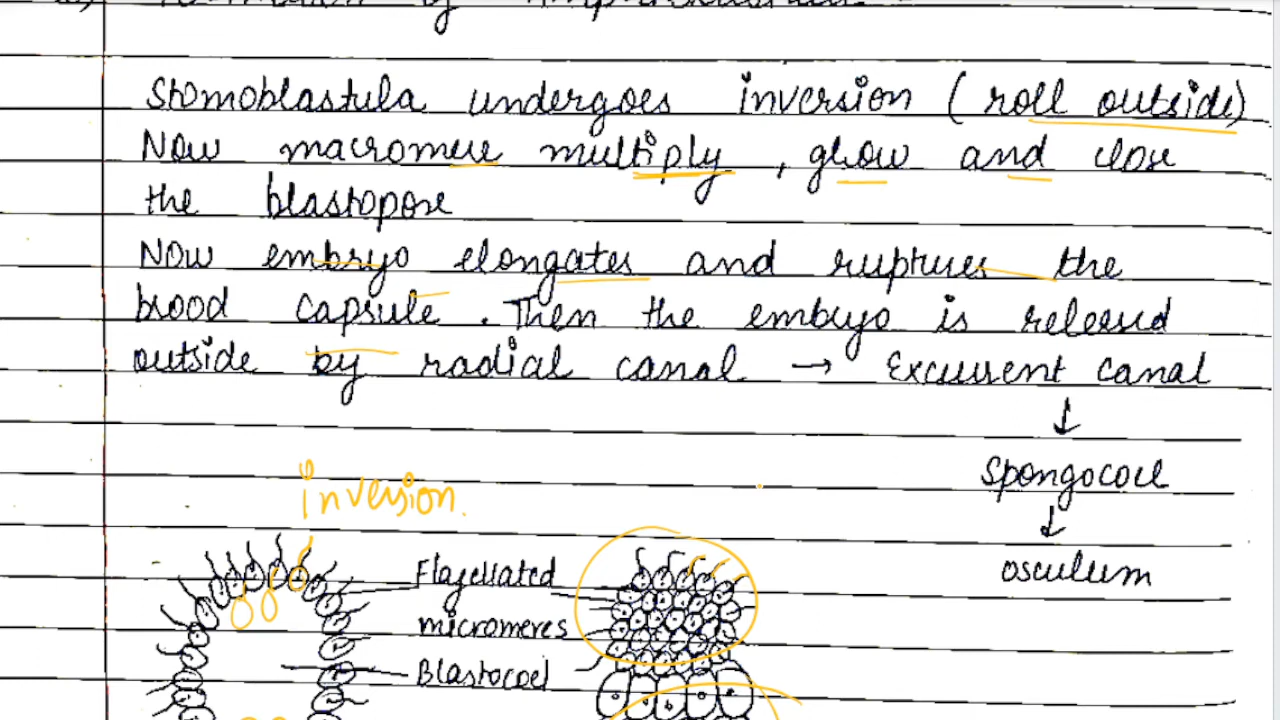 of
Stomoblastula undergoes inversion (roll outside)
Now macromere multiply, grow and close
the blastopore
Now embryo elongates and ruptures the
brood capsule. Then the embryo is released
outside by radial canal → Excurrent canal
↓
Spongocoel
↓
osculum
inversion.
Flagellated
micromeres
Blastocoel